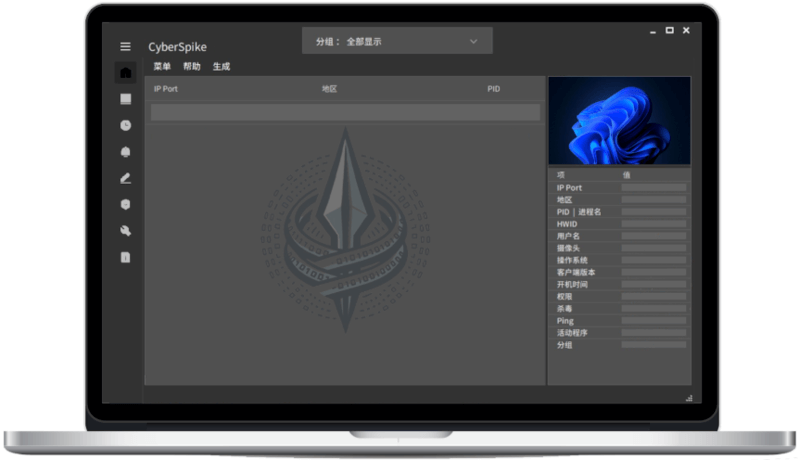 CyberSpike
分组： 全部显示
菜单 帮助 生成
IP Port 地区 PID
项 值
IP Port
地区
PID | 进程名
HWID
用户名
摄像头
操作系统
客户端版本
开机时间
权限
杀毒
Ping
活动程序
分组